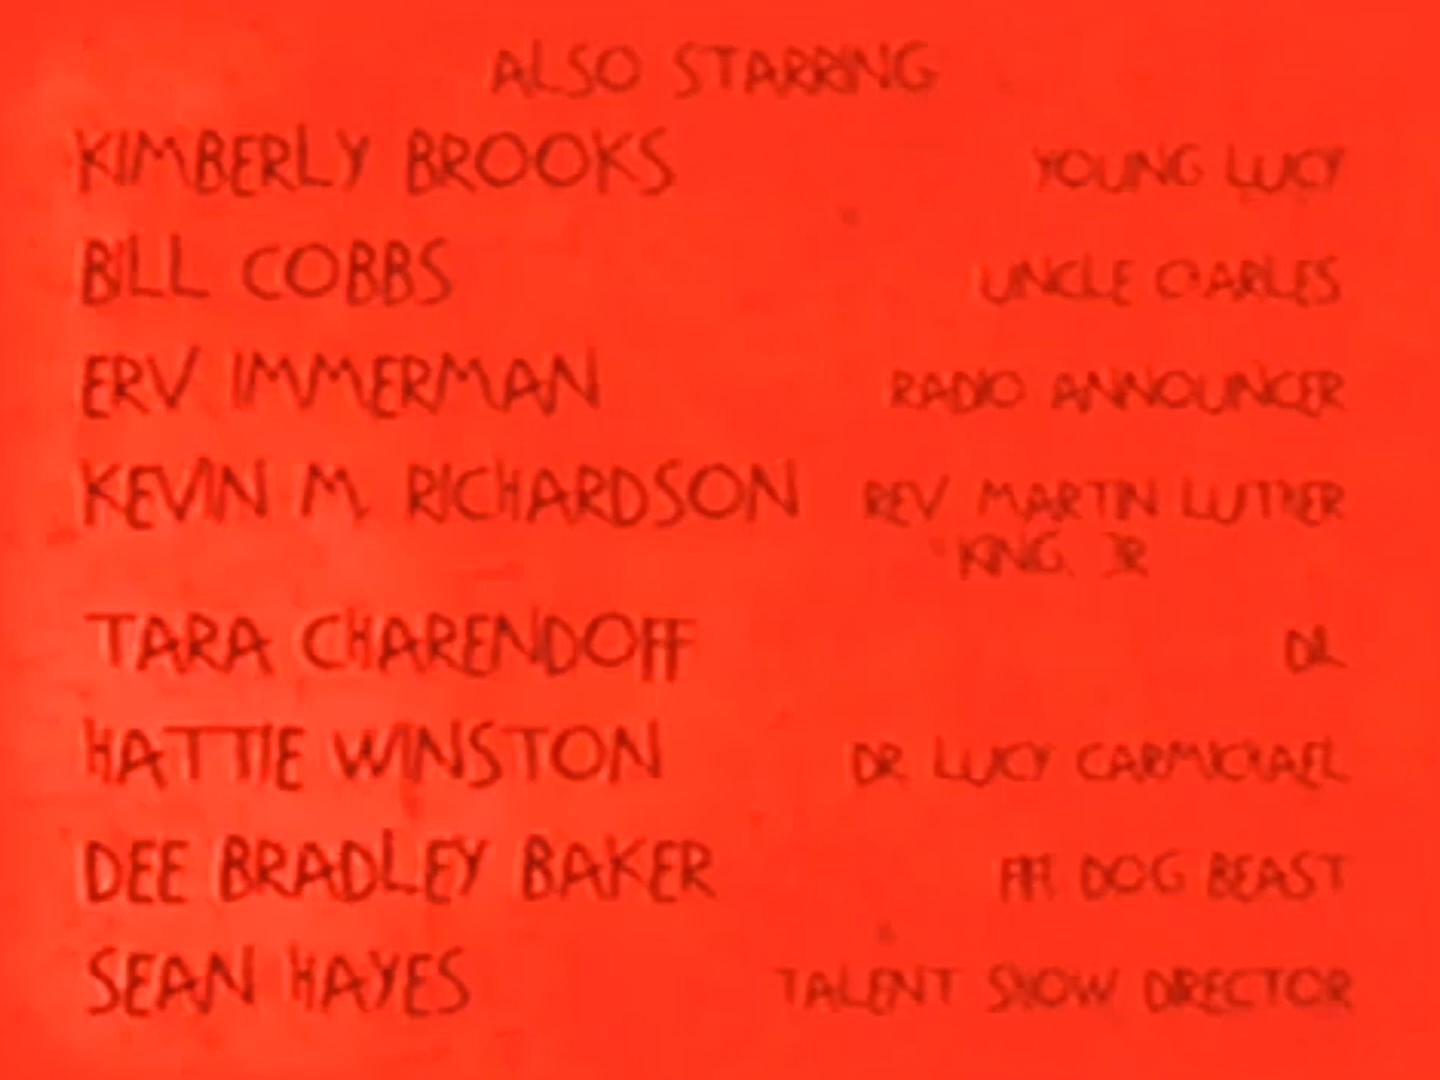 ALSO STARRING
KIMBERLY BROOKS YOUNG LUCY
BILL COBBS UNCLE CHARLES
ERV IMMERMAN RADIO ANNOUNCER
KEVIN M. RICHARDSON REV MARTIN LUTHER
KING. JR
TARA CHARENDOFF DR
HATTIE WINSTON DR LUCY CARMICHAEL
DEE BRADLEY BAKER DOG BEAST
SEAN HAYES TALENT SHOW DIRECTOR